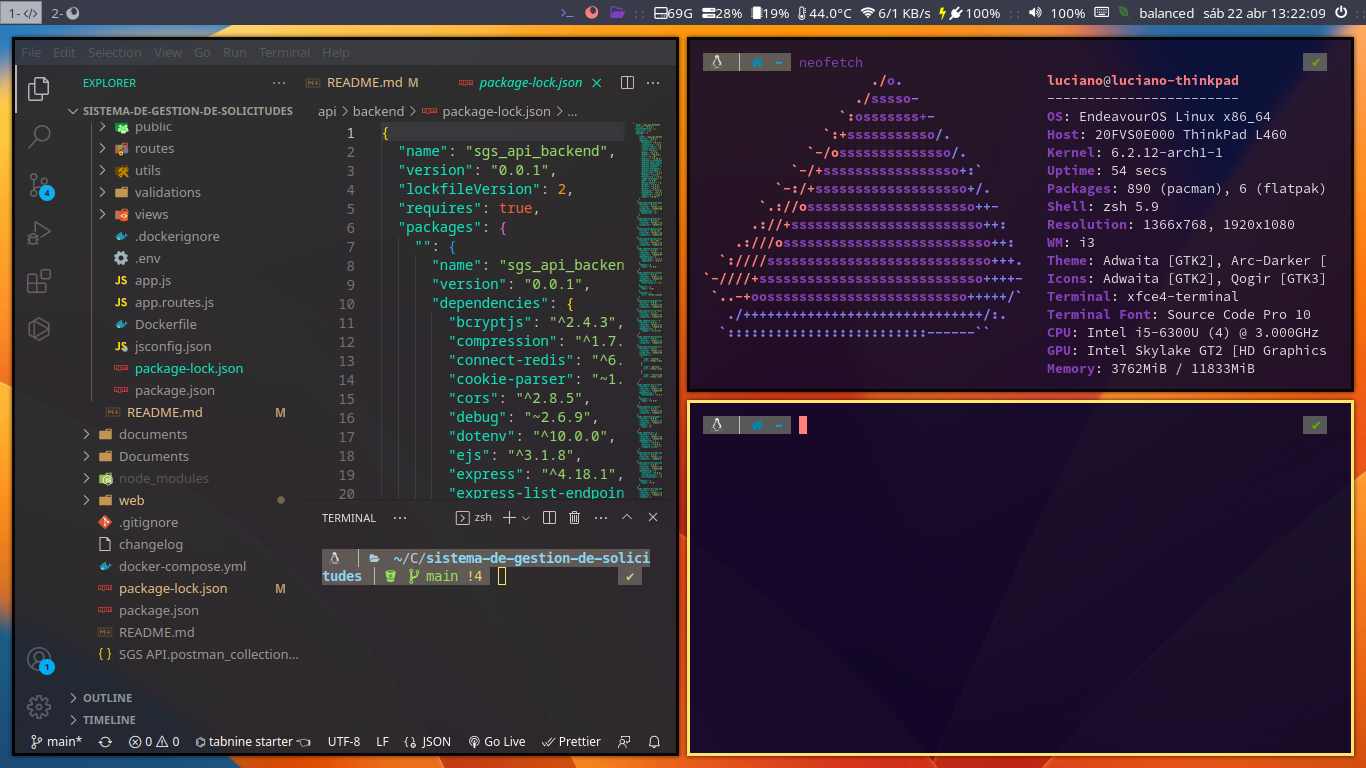 1-
2-
69G 28% 19% 44.0°C 6/1 KB/s 100% 100% balanced sáb 22 abr 13:22:09
File Edit Selection View Go Run Terminal Help
EXPLORER
SISTEMA-DE-GESTION-DE-SOLICITUDES
public
routes
utils
validations
views
.dockerignore
.env
JS app.js
JS app.routes.js
Dockerfile
JS jsconfig.json
package-lock.json
package.json
README.md M
documents
Documents
node_modules
web
.gitignore
changelog
docker-compose.yml
package-lock.json M
package.json
README.md
{ } SGS API.postman_collection...
OUTLINE
TIMELINE
4
1
README.md M package-lock.json
api > backend > package-lock.json > ...
1 {
2 "name": "sgs_api_backend",
3 "version": "0.0.1",
4 "lockfileVersion": 2,
5 "requires": true,
6 "packages": {
7 "": {
8 "name": "sgs_api_backen
9 "version": "0.0.1",
10 "dependencies": {
11 "bcryptjs": "^2.4.3",
12 "compression": "^1.7.
13 "connect-redis": "^6.
14 "cookie-parser": "~1.
15 "cors": "^2.8.5",
16 "debug": "~2.6.9",
17 "dotenv": "^10.0.0",
18 "ejs": "^3.1.8",
19 "express": "^4.18.1",
20 "express-list-endpoin
TERMINAL ... zsh
~/C/sistema-de-gestion-de-solici
tudes main !4 ✔
main* 0 0 tabnine starter UTF-8 LF JSON Go Live Prettier
~ neofetch ✔
luciano@luciano-thinkpad
------------------------
OS: EndeavourOS Linux x86_64
Host: 20FVS0E000 ThinkPad L460
Kernel: 6.2.12-arch1-1
Uptime: 54 secs
Packages: 890 (pacman), 6 (flatpak)
Shell: zsh 5.9
Resolution: 1366x768, 1920x1080
WM: i3
Theme: Adwaita [GTK2], Arc-Darker [
Icons: Adwaita [GTK2], Qogir [GTK3]
Terminal: xfce4-terminal
Terminal Font: Source Code Pro 10
CPU: Intel i5-6300U (4) @ 3.000GHz
GPU: Intel Skylake GT2 [HD Graphics
Memory: 3762MiB / 11833MiB
~ ✔